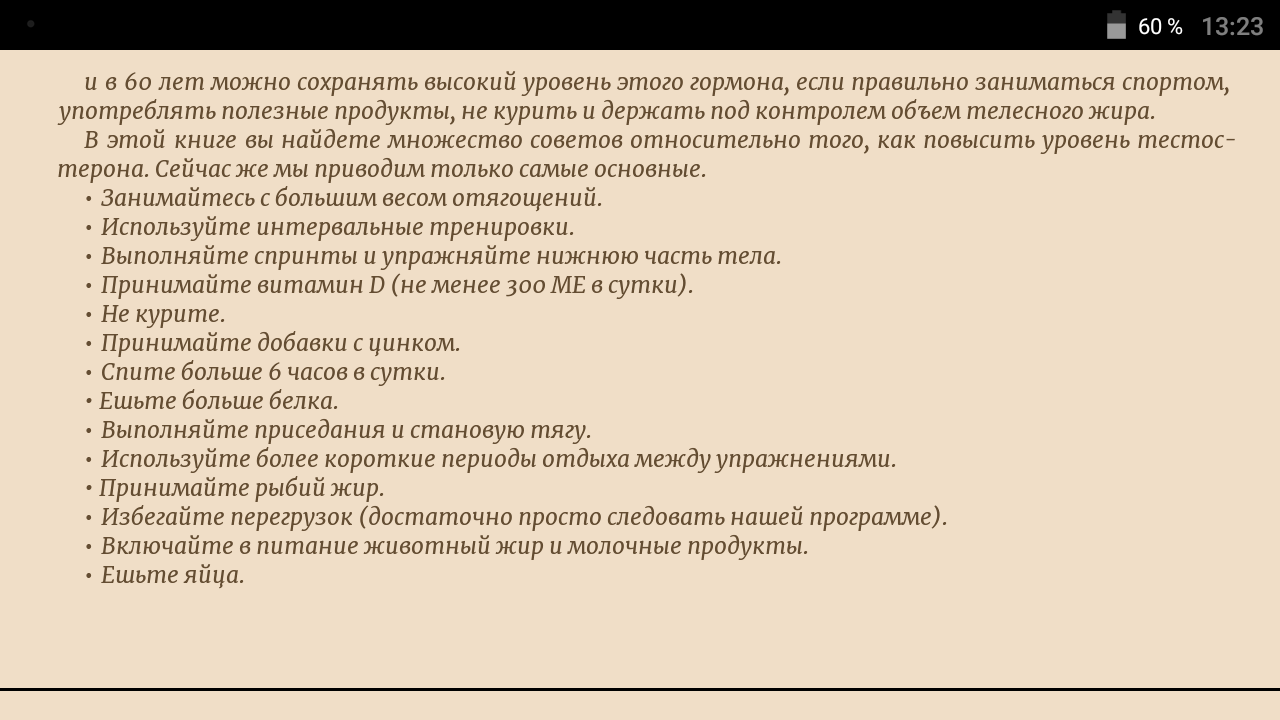 60 % 13:23
и в 60 лет можно сохранять высокий уровень этого гормона, если правильно заниматься спортом,
употреблять полезные продукты, не курить и держать под контролем объем телесного жира.
В этой книге вы найдете множество советов относительно того, как повысить уровень тестос-
терона. Сейчас же мы приводим только самые основные.
• Занимайтесь с большим весом отягощений.
• Используйте интервальные тренировки.
• Выполняйте спринты и упражняйте нижнюю часть тела.
• Принимайте витамин D (не менее 300 МЕ в сутки).
• Не курите.
• Принимайте добавки с цинком.
• Спите больше 6 часов в сутки.
• Ешьте больше белка.
• Выполняйте приседания и становую тягу.
• Используйте более короткие периоды отдыха между упражнениями.
• Принимайте рыбий жир.
• Избегайте перегрузок (достаточно просто следовать нашей программе).
• Включайте в питание животный жир и молочные продукты.
• Ешьте яйца.